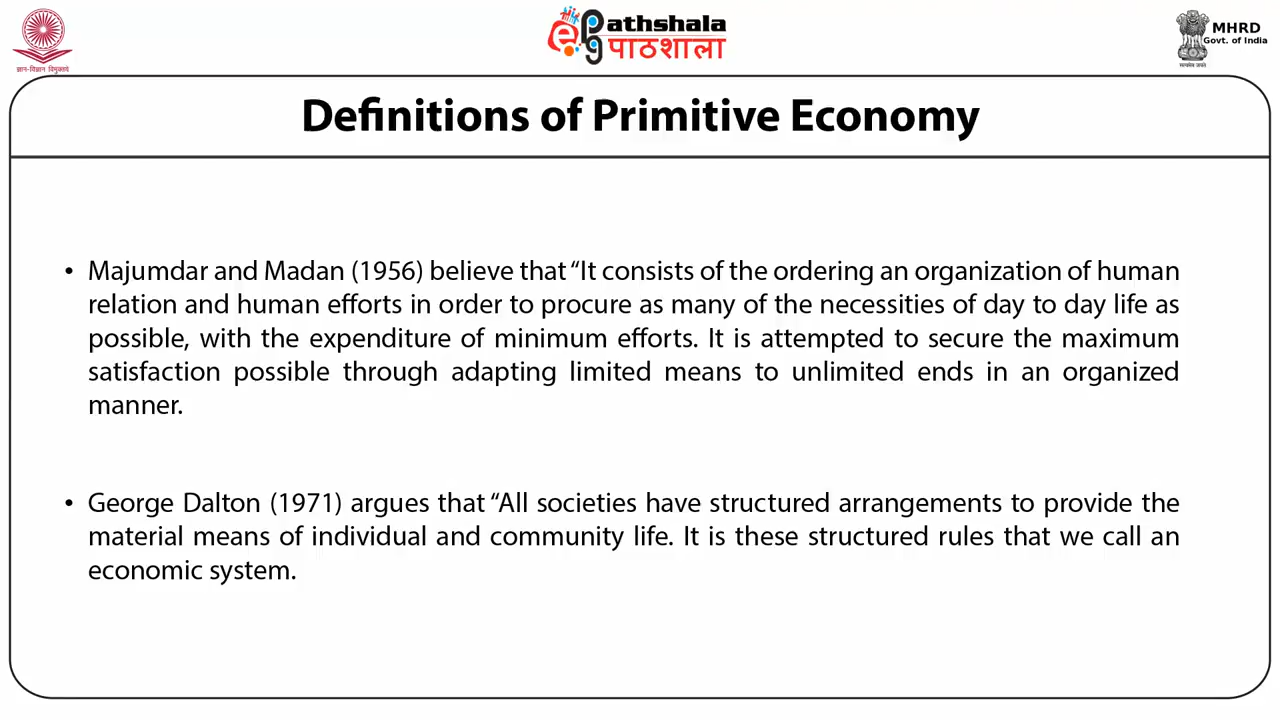 ज्ञान-विज्ञान विमुक्तये
ePG Pathshala
पाठशाला
MHRD
Govt. of India
सत्यमेव जयते
Definitions of Primitive Economy
• Majumdar and Madan (1956) believe that “It consists of the ordering an organization of human
relation and human efforts in order to procure as many of the necessities of day to day life as
possible, with the expenditure of minimum efforts. It is attempted to secure the maximum
satisfaction possible through adapting limited means to unlimited ends in an organized
manner.
• George Dalton (1971) argues that “All societies have structured arrangements to provide the
material means of individual and community life. It is these structured rules that we call an
economic system.